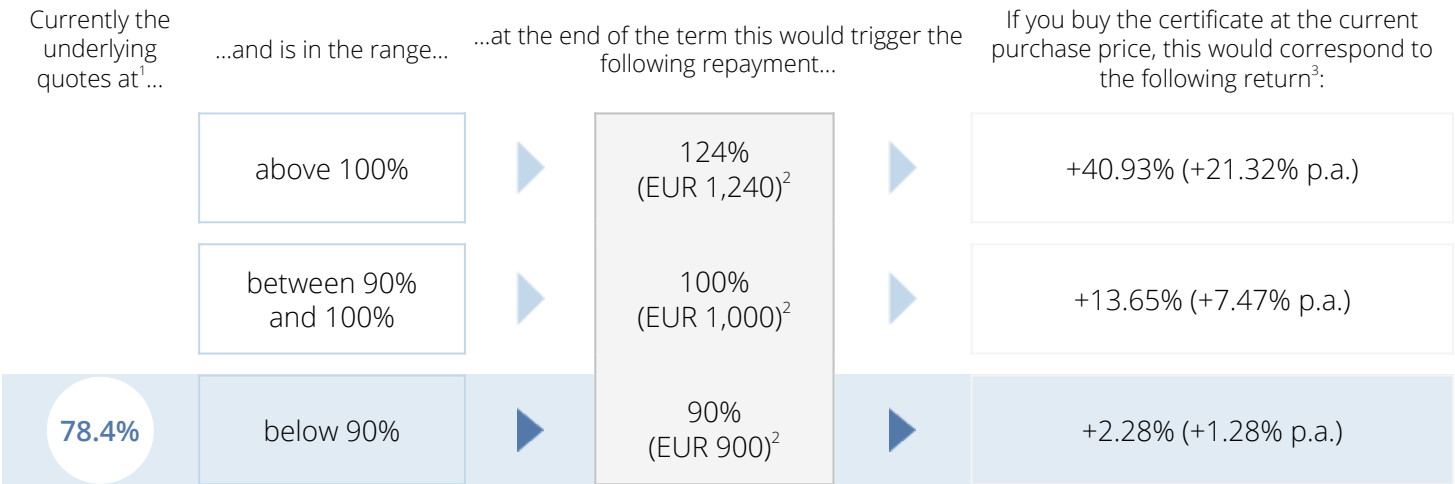 Currently the
underlying
quotes at¹...
...and is in the range...
...at the end of the term this would trigger the
following repayment...
If you buy the certificate at the current
purchase price, this would correspond to
the following return³:
above 100%
124%
(EUR 1,240)²
+40.93% (+21.32% p.a.)
between 90%
and 100%
100%
(EUR 1,000)²
+13.65% (+7.47% p.a.)
78.4%
below 90%
90%
(EUR 900)²
+2.28% (+1.28% p.a.)